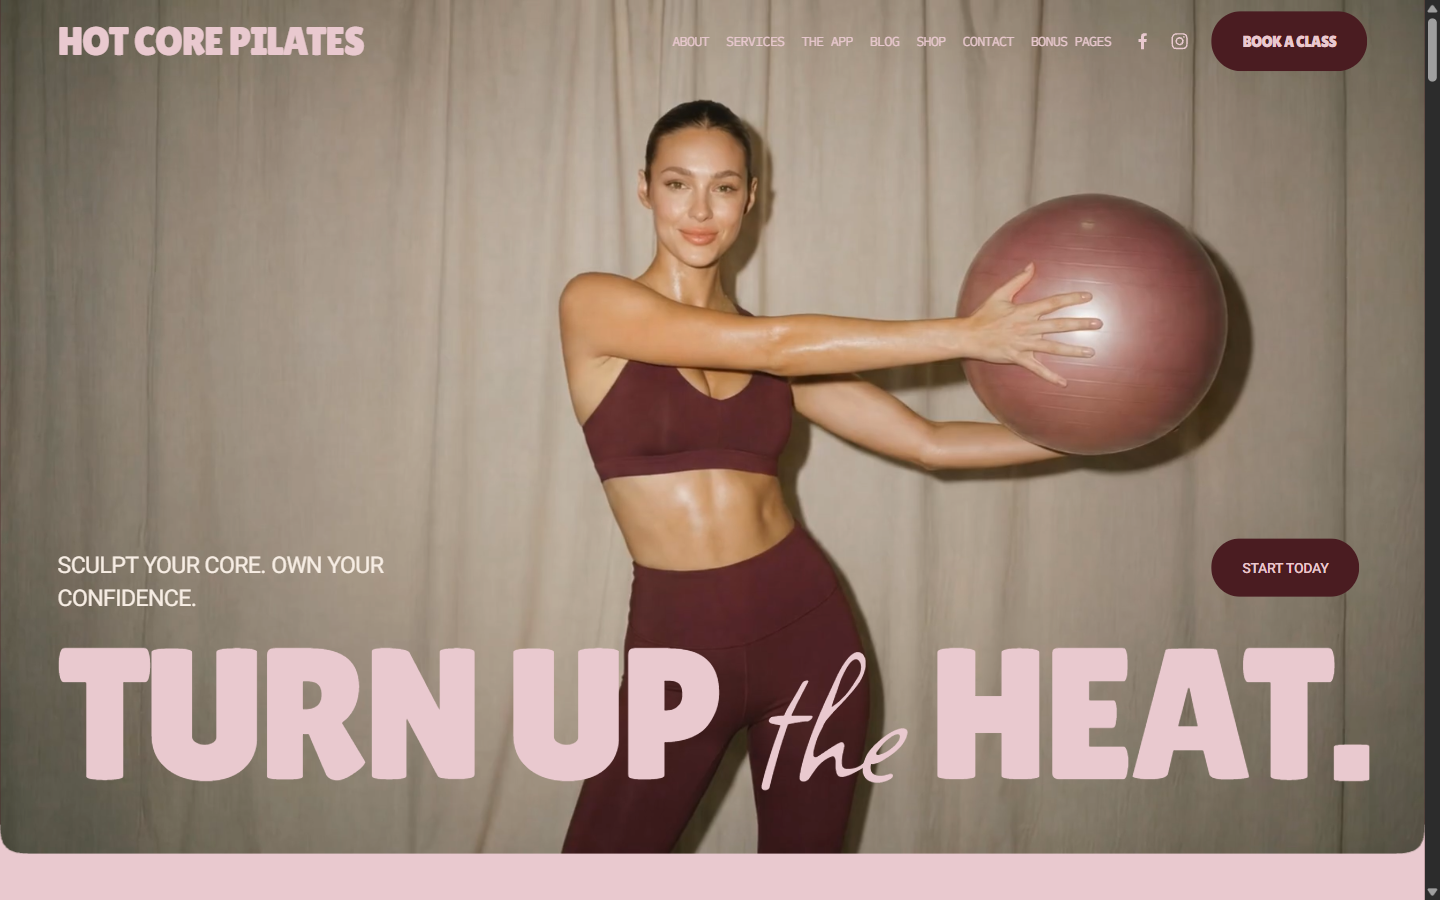 HOT CORE PILATES
ABOUT SERVICES THE APP BLOG SHOP CONTACT BONUS PAGES
BOOK A CLASS
SCULPT YOUR CORE. OWN YOUR
CONFIDENCE.
START TODAY
TURN UP the HEAT.